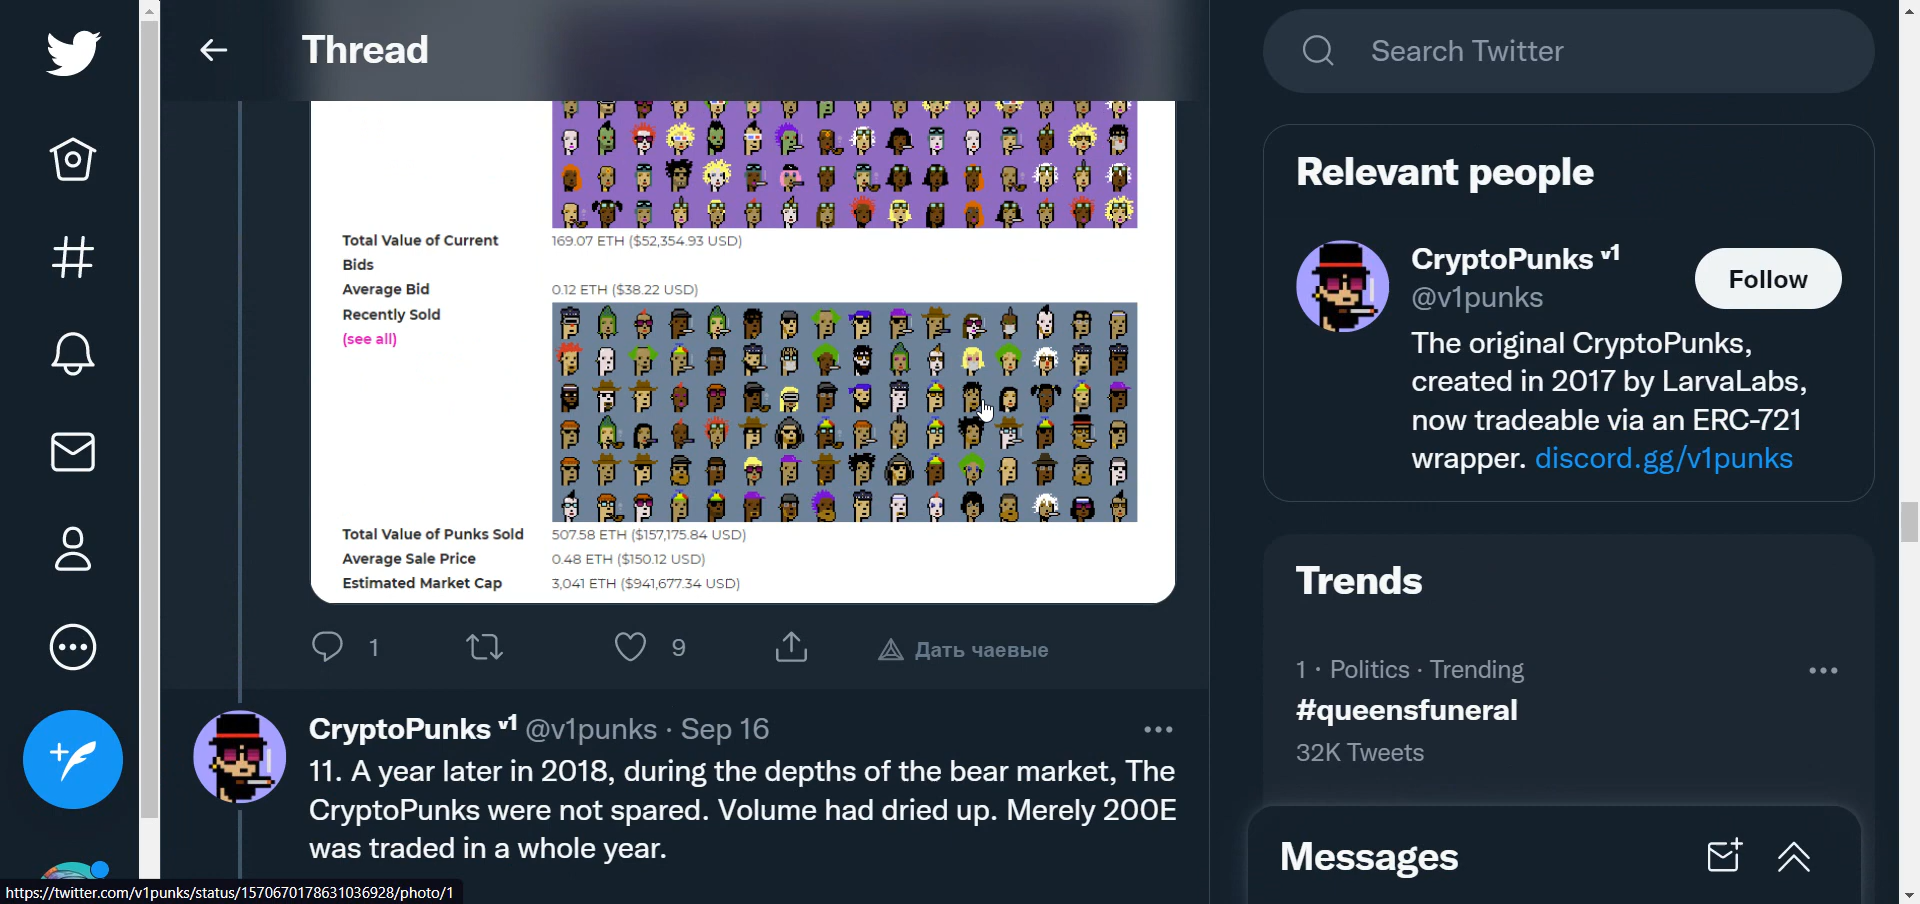 Thread
Total Value of Current
Bids
169.07 ETH ($52,354.93 USD)
Average Bid
0.12 ETH ($38.22 USD)
Recently Sold
(see all)
Total Value of Punks Sold
507.58 ETH ($157,175.84 USD)
Average Sale Price
0.48 ETH ($150.12 USD)
Estimated Market Cap
3,041 ETH ($941,677.34 USD)
1
9
Дать чаевые
CryptoPunks v1 @v1punks · Sep 16
11. A year later in 2018, during the depths of the bear market, The
CryptoPunks were not spared. Volume had dried up. Merely 200E
was traded in a whole year.
https://twitter.com/v1punks/status/1570670178631036928/photo/1
Search Twitter
Relevant people
CryptoPunks v1
@v1punks
Follow
The original CryptoPunks,
created in 2017 by LarvaLabs,
now tradeable via an ERC-721
wrapper. discord.gg/v1punks
Trends
1 · Politics · Trending
#queensfuneral
32K Tweets
Messages